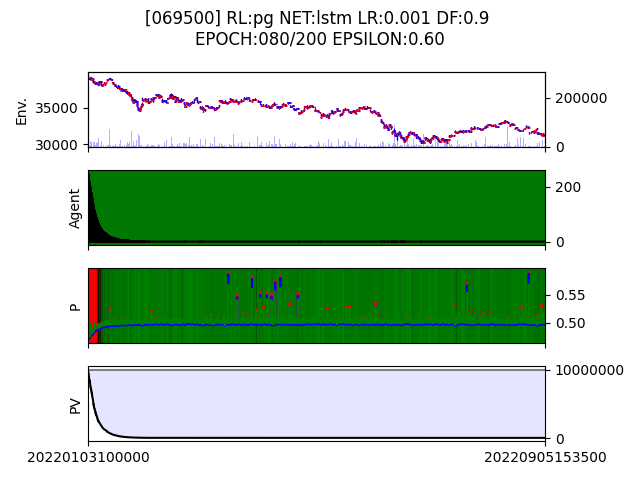 [069500] RL:pg NET:lstm LR:0.001 DF:0.9
EPOCH:080/200 EPSILON:0.60
Env.
35000
30000
200000
0
Agent
200
0
P
0.55
0.50
PV
10000000
0
20220103100000
20220905153500